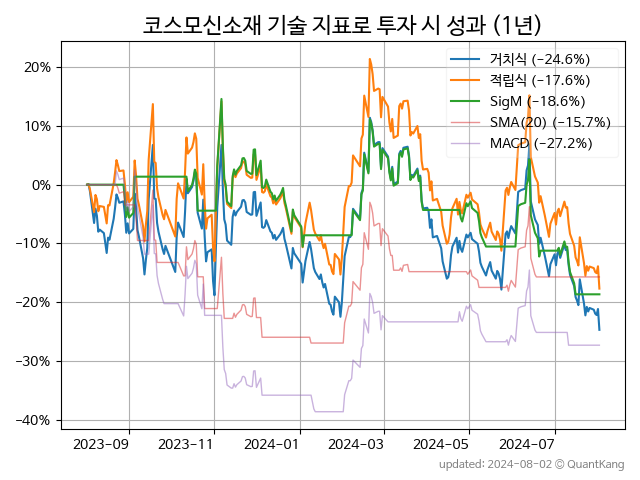 코스모신소재 기술 지표로 투자 시 성과 (1년)
거치식 (−24.6%)
적립식 (−17.6%)
SigM (−18.6%)
SMA(20) (−15.7%)
MACD (−27.2%)
20%
10%
0%
−10%
−20%
−30%
−40%
2023−09
2023−11
2024−01
2024−03
2024−05
2024−07
updated: 2024−08−02 @ QuantKang